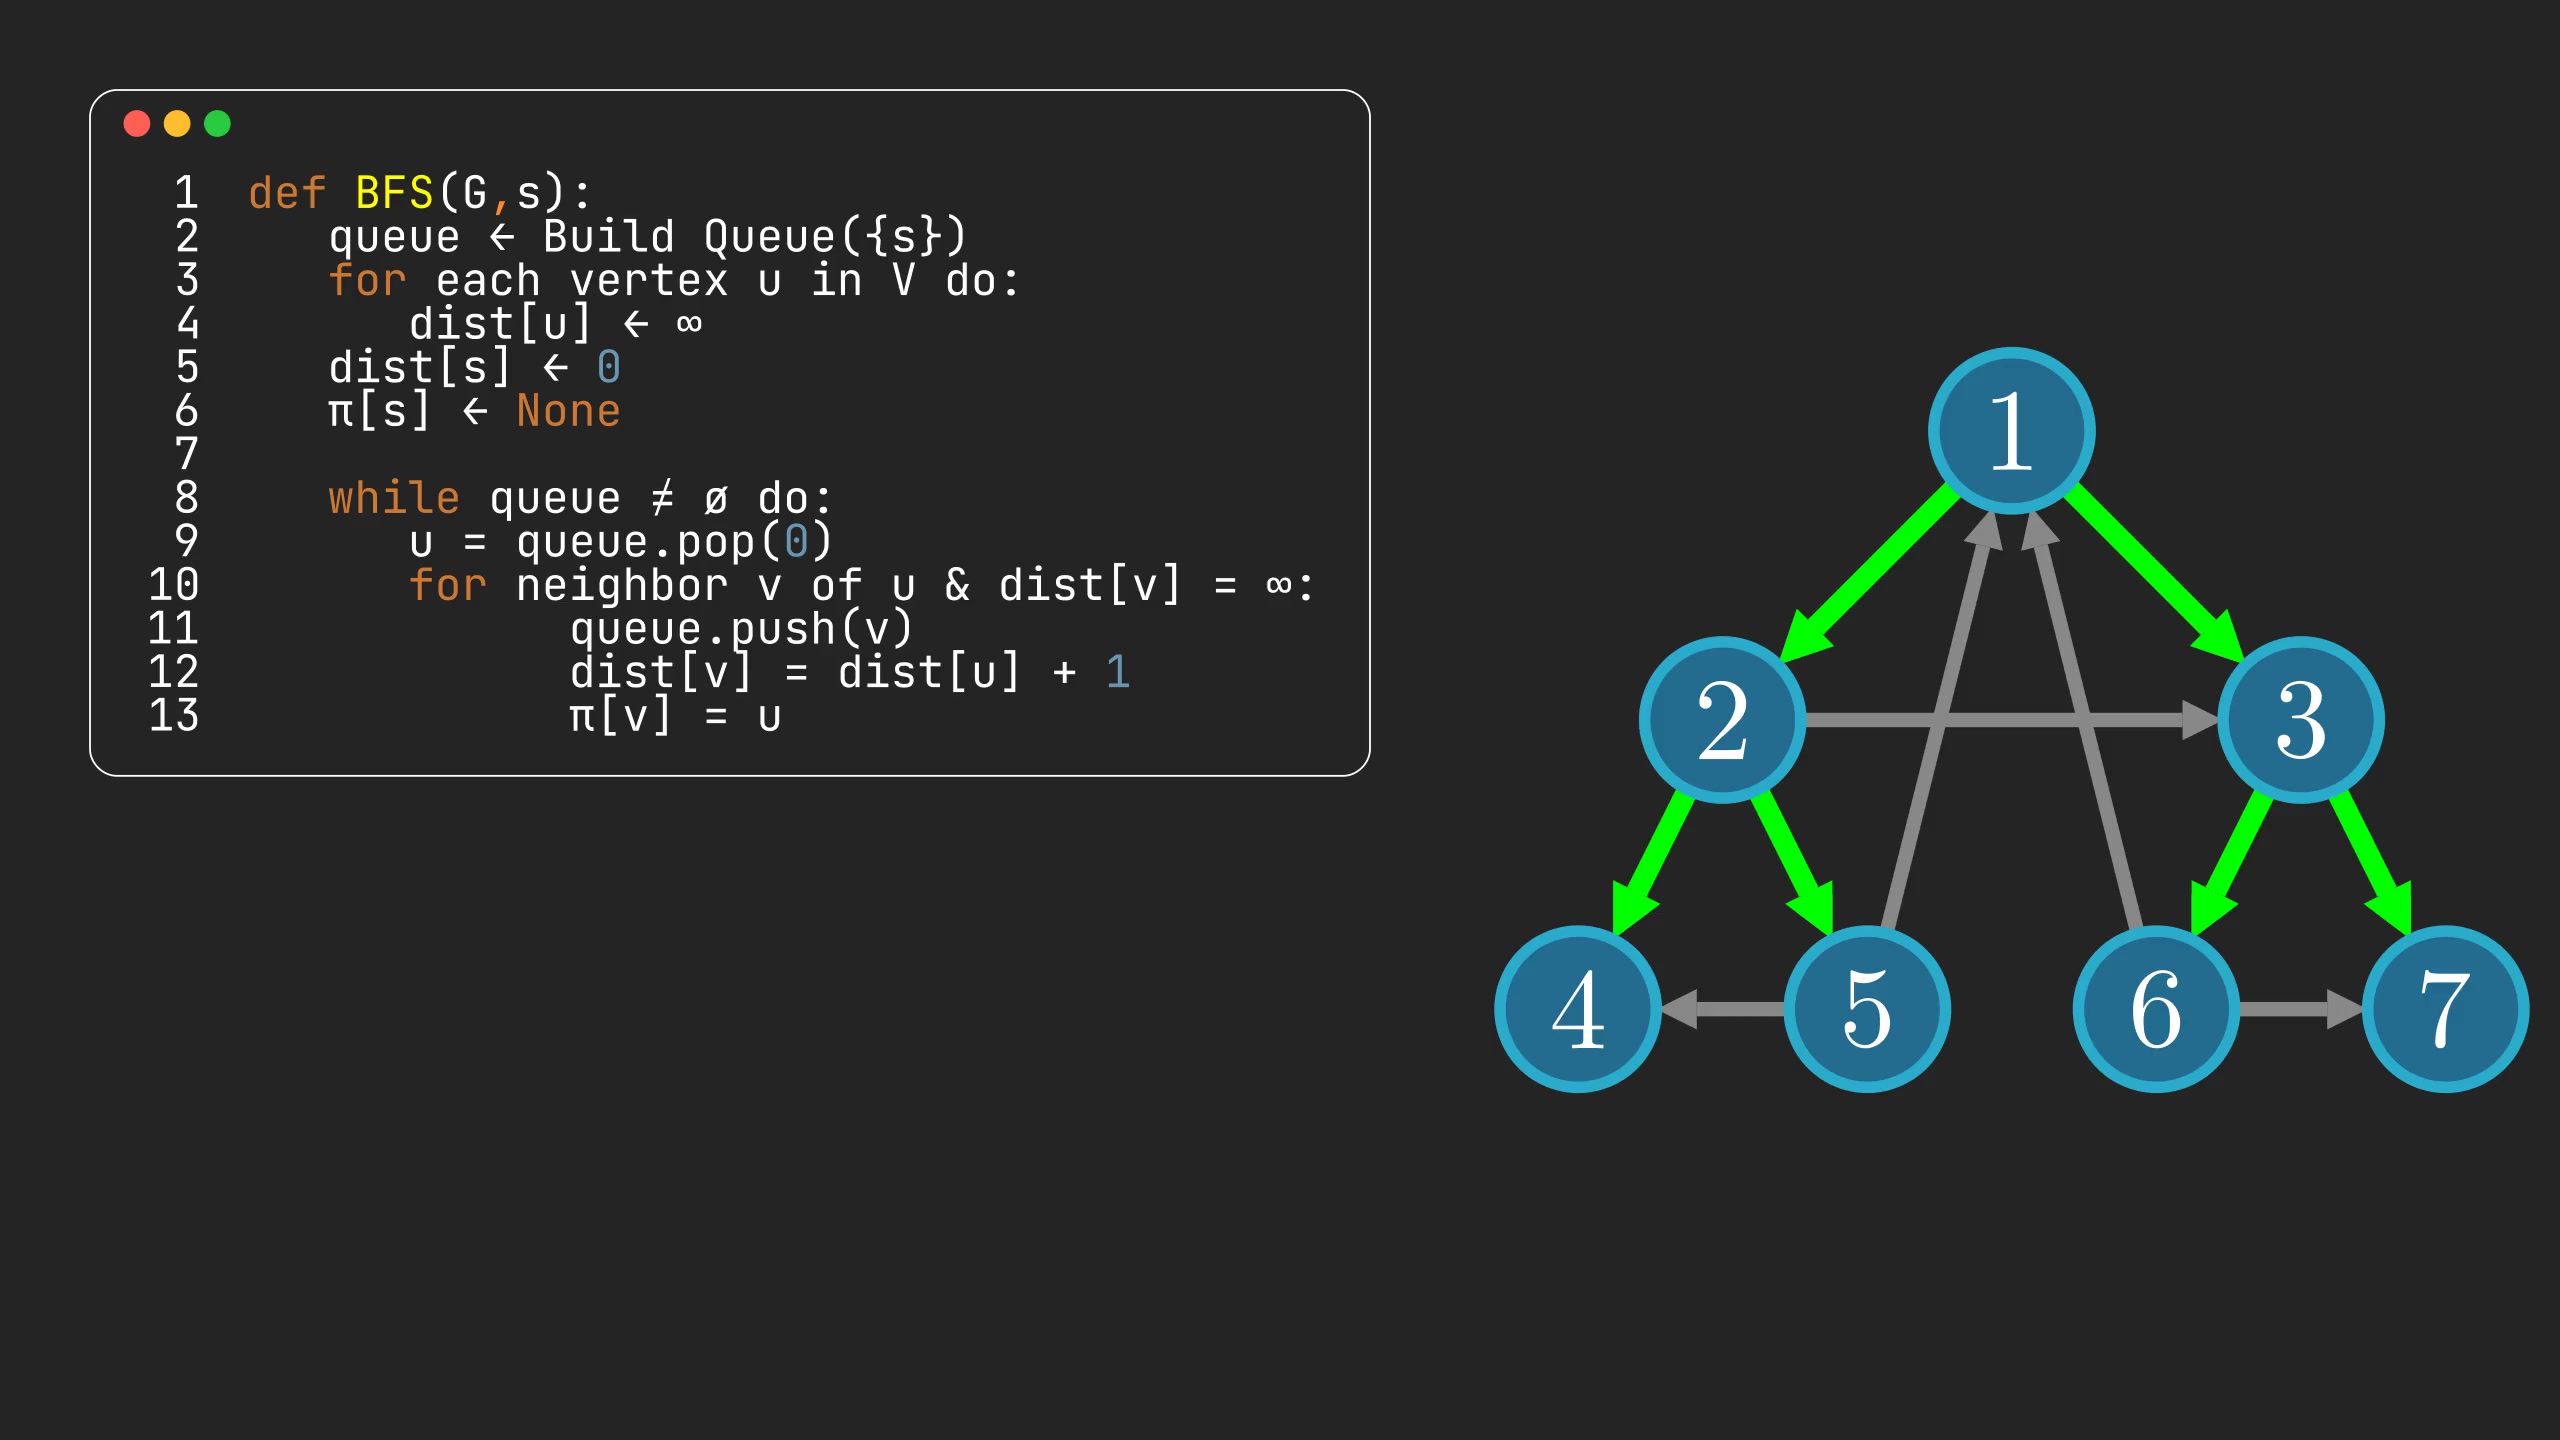 1 def BFS(G,s):
2 queue ← Build Queue({s})
3 for each vertex u in V do:
4 dist[u] ← ∞
5 dist[s] ← 0
6 π[s] ← None
7
8 while queue ≠ ø do:
9 u = queue.pop(0)
10 for neighbor v of u & dist[v] = ∞:
11 queue.push(v)
12 dist[v] = dist[u] + 1
13 π[v] = u
1
2 3
4 5 6 7